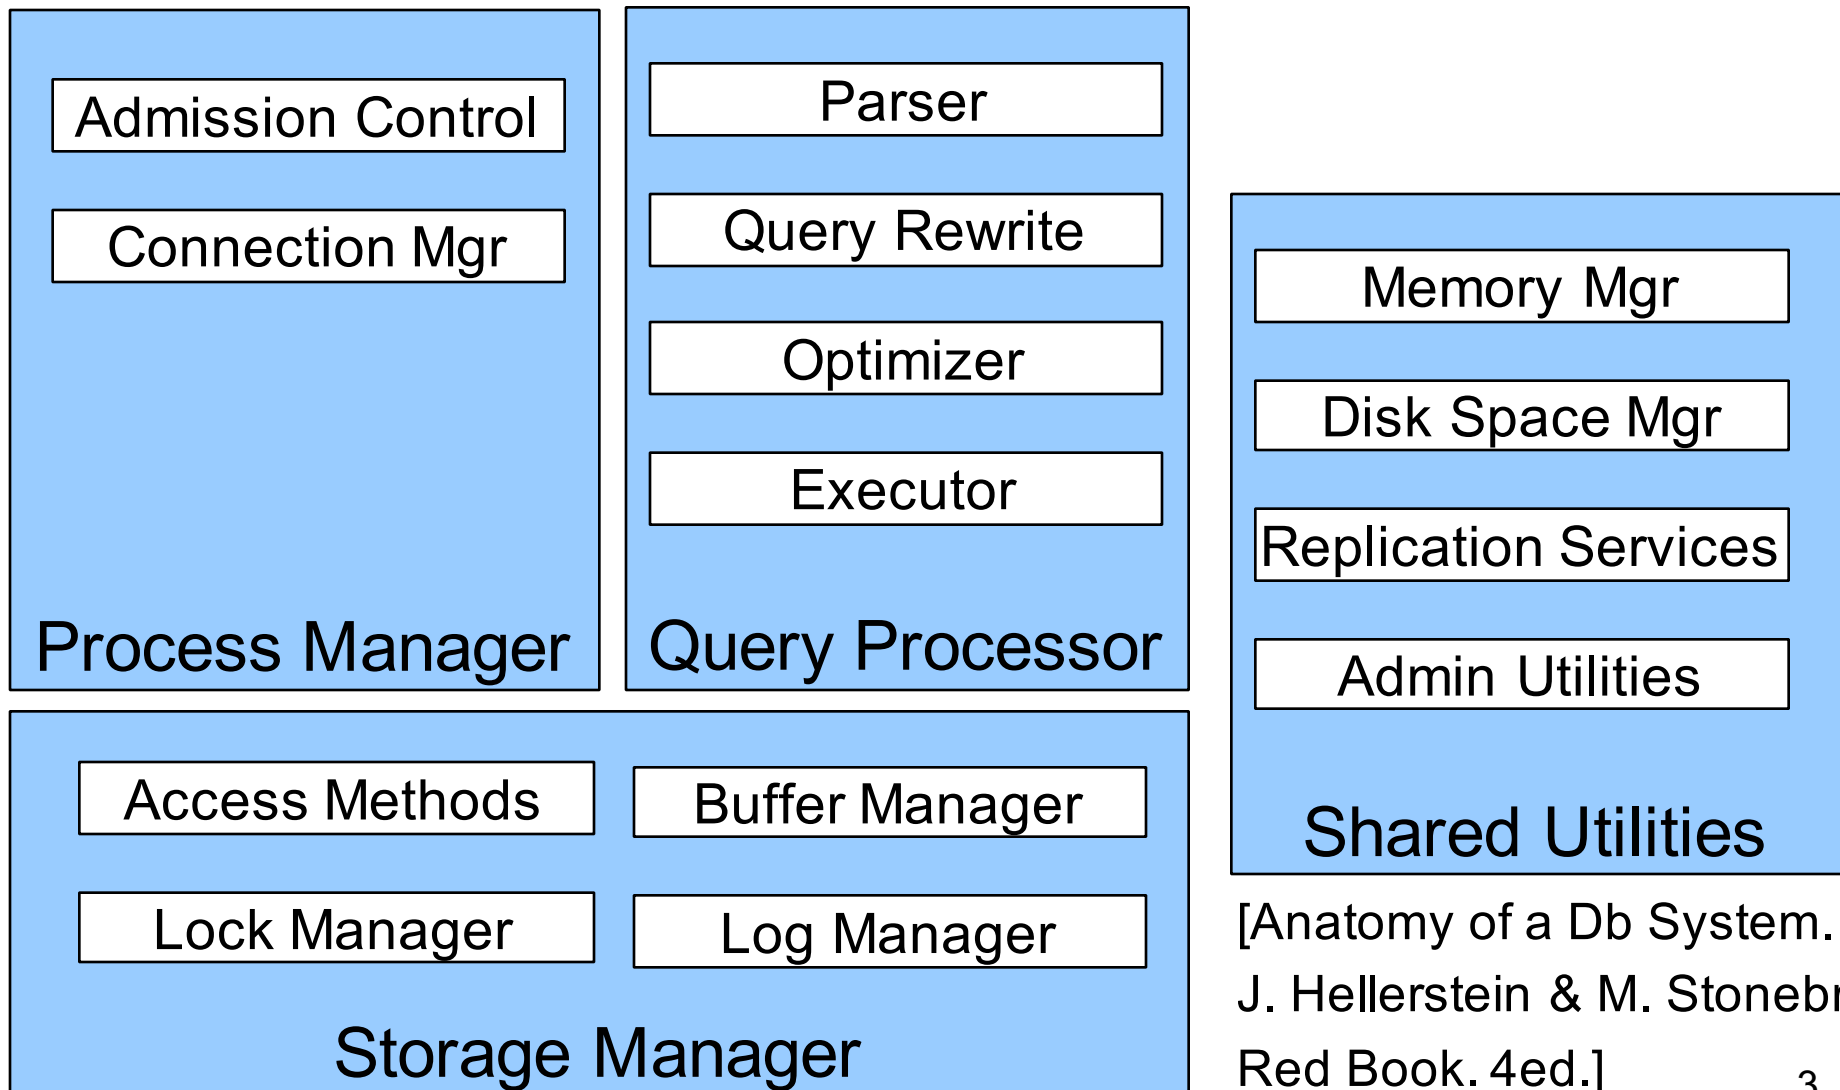 Admission Control
Connection Mgr
Process Manager
Parser
Query Rewrite
Optimizer
Executor
Query Processor
Memory Mgr
Disk Space Mgr
Replication Services
Admin Utilities
Shared Utilities
Access Methods
Buffer Manager
Lock Manager
Log Manager
Storage Manager
[Anatomy of a Db System.
J. Hellerstein & M. Stonebr
Red Book. 4ed.]
3